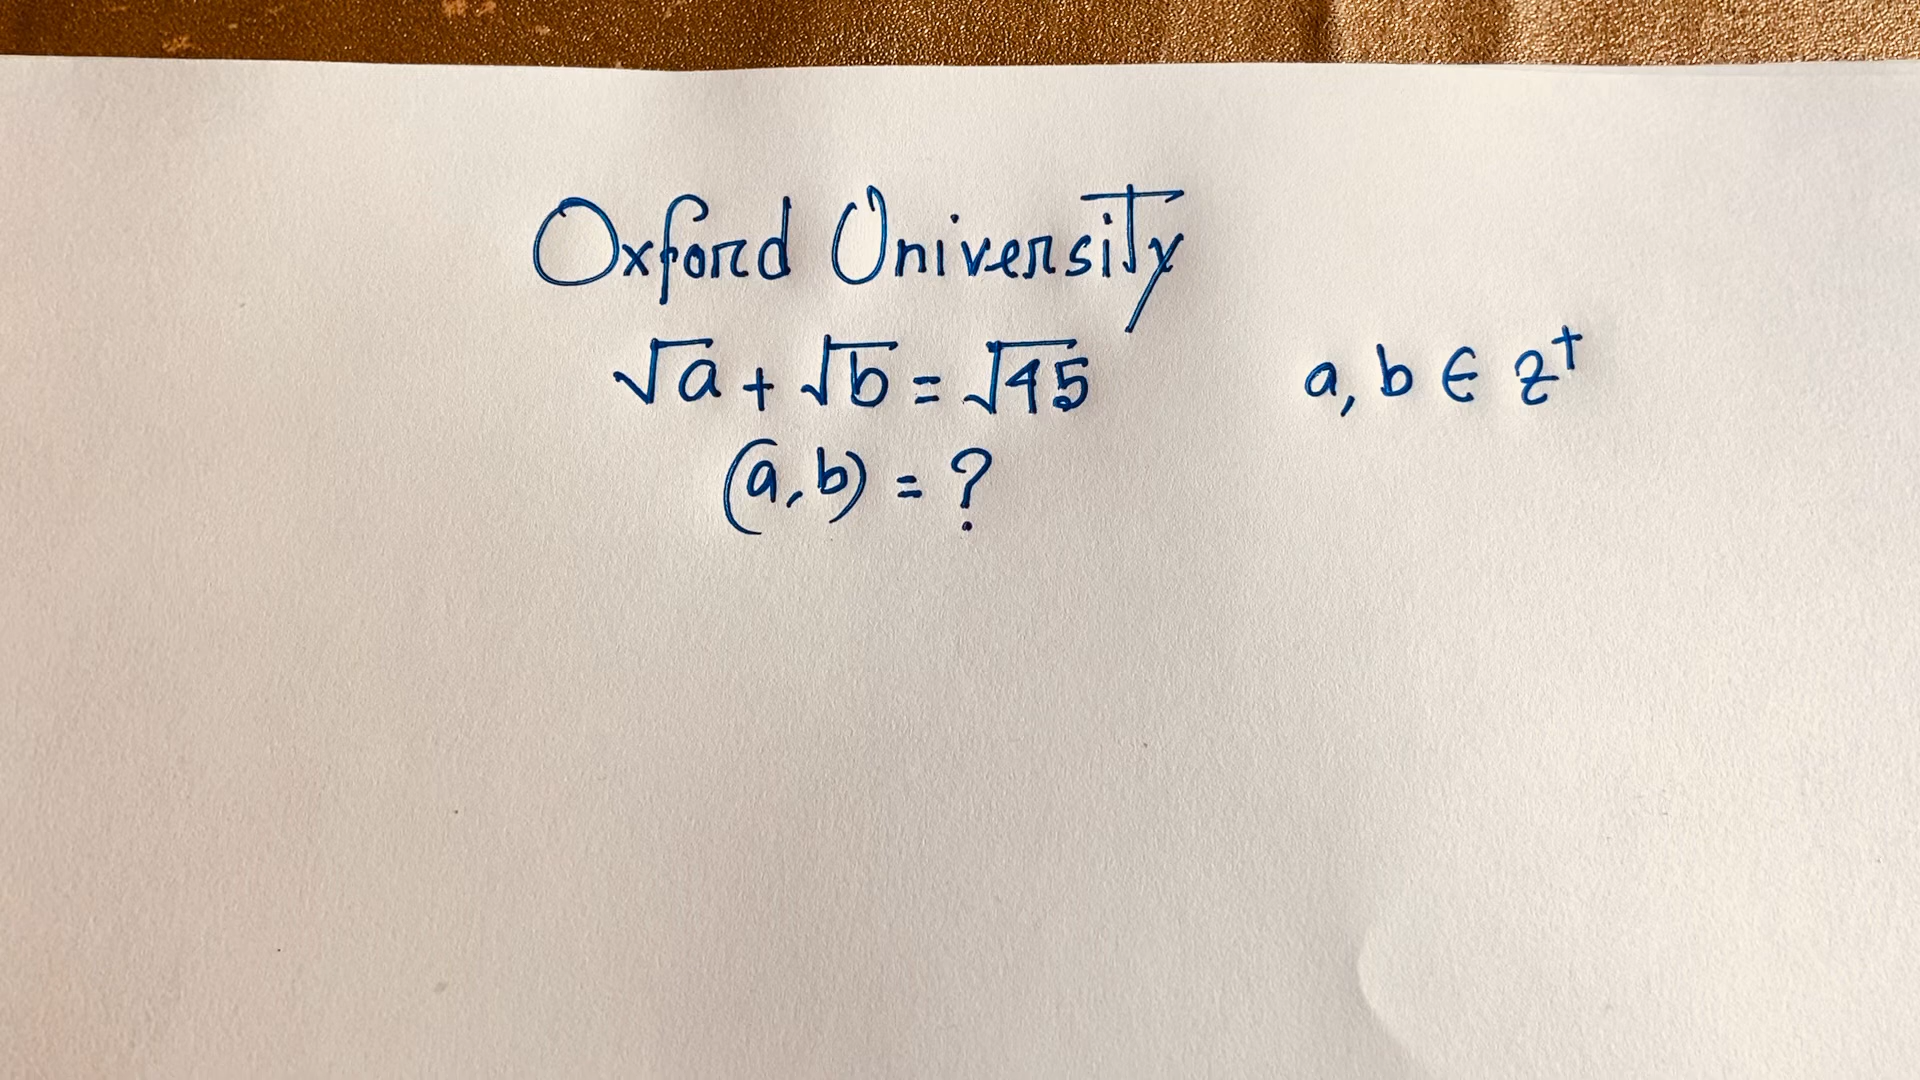 Oxford University
√a + √b = √45 a, b ∈ z⁺
(a, b) = ?